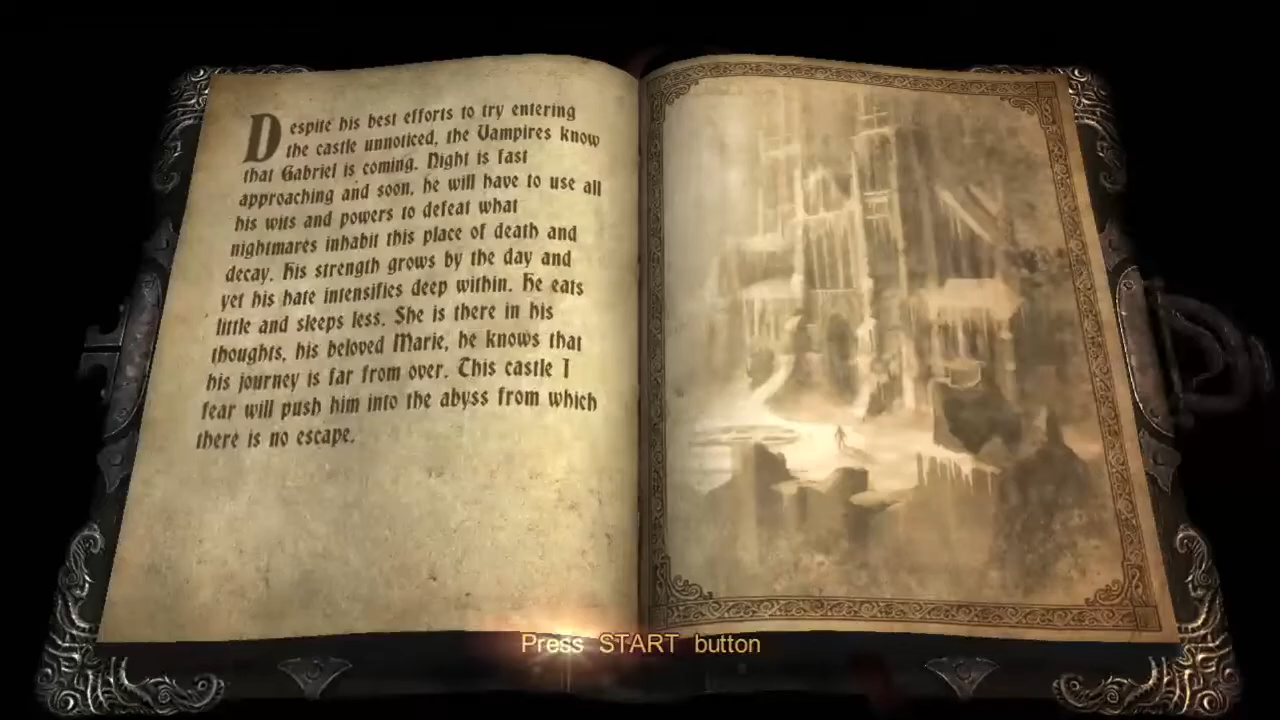 Despite his best efforts to try entering
the castle unnoticed, the Vampires know
that Gabriel is coming. Night is fast
approaching and soon, he will have to use all
his wits and powers to defeat what
nightmares inhabit this place of death and
decay. His strength grows by the day and
yet his hate intensifies deep within. He eats
little and sleeps less. She is there in his
thoughts, his beloved Marie, he knows that
his journey is far from over. This castle I
fear will push him into the abyss from which
there is no escape.
Press START button